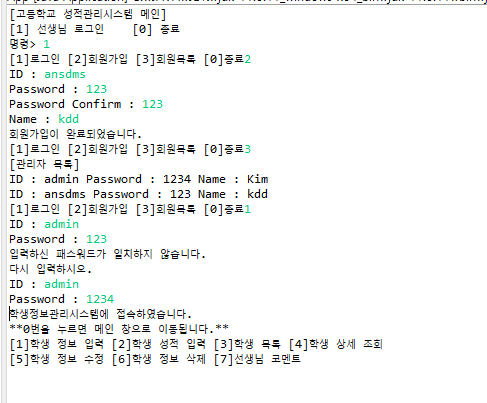 [고등학교 성적관리시스템 메인]
[1] 선생님 로그인 [0] 종료
명령> 1
[1]로그인 [2]회원가입 [3]회원목록 [0]종료2
ID : ansdms
Password : 123
Password Confirm : 123
Name : kdd
회원가입이 완료되었습니다.
[1]로그인 [2]회원가입 [3]회원목록 [0]종료3
[관리자 목록]
ID : admin Password : 1234 Name : Kim
ID : ansdms Password : 123 Name : kdd
[1]로그인 [2]회원가입 [3]회원목록 [0]종료1
ID : admin
Password : 123
입력하신 패스워드가 일치하지 않습니다.
다시 입력하시오.
ID : admin
Password : 1234
학생정보관리시스템에 접속하였습니다.
**0번을 누르면 메인 창으로 이동됩니다.**
[1]학생 정보 입력 [2]학생 성적 입력 [3]학생 목록 [4]학생 상세 조회
[5]학생 정보 수정 [6]학생 정보 삭제 [7]선생님 코멘트